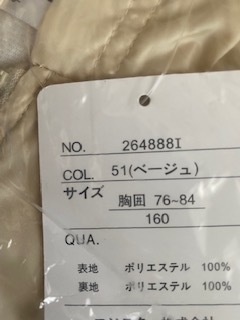 NO. 264888I
COL. 51(ベージュ)
サイズ 胸囲 76~84
160
QUA.
表地 ポリエステル 100%
裏地 ポリエステル 100%